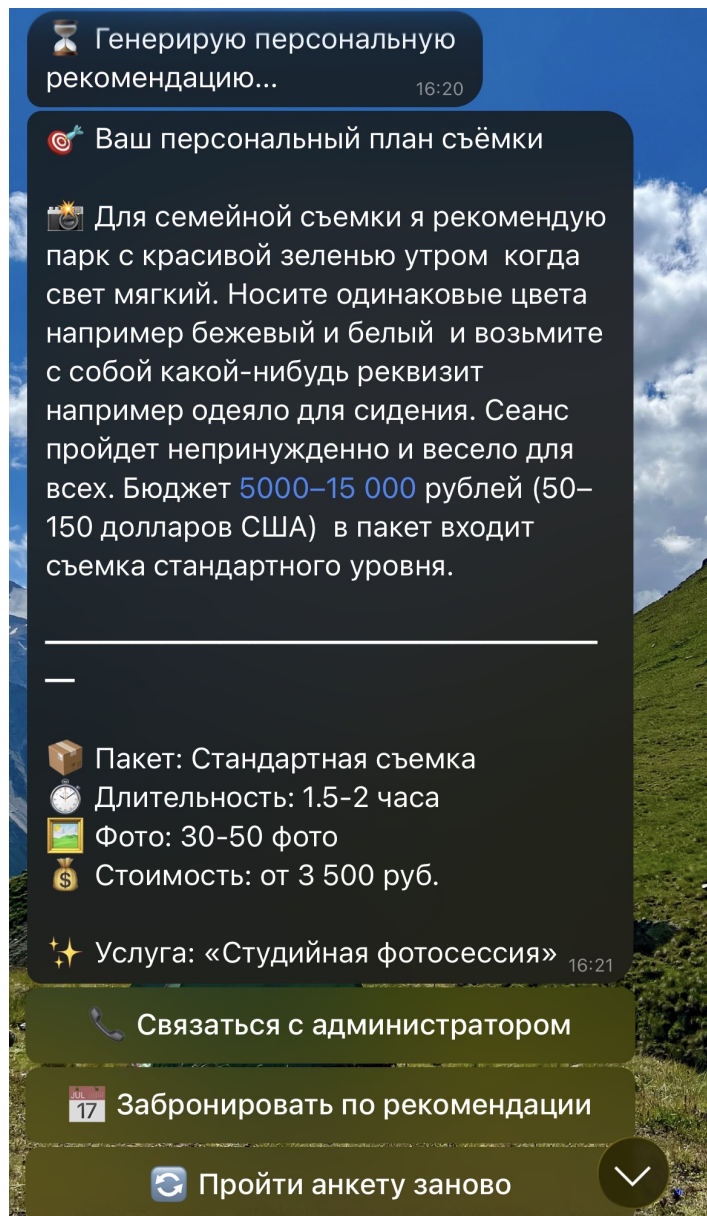 ⏳ Генерирую персональную
рекомендацию...
16:20
🎯 Ваш персональный план съёмки
📸 Для семейной съемки я рекомендую
парк с красивой зеленью утром  когда
свет мягкий. Носите одинаковые цвета
например бежевый и белый  и возьмите
с собой какой-нибудь реквизит
например одеяло для сидения. Сеанс
пройдет непринужденно и весело для
всех. Бюджет 5000–15 000 рублей (50–
150 долларов США)  в пакет входит
съемка стандартного уровня.
📦 Пакет: Стандартная съемка
⏱ Длительность: 1.5-2 часа
🖼 Фото: 30-50 фото
💰 Стоимость: от 3 500 руб.
✨ Услуга: «Студийная фотосессия»
16:21
📞 Связаться с администратором
📅 Забронировать по рекомендации
🔄 Пройти анкету заново